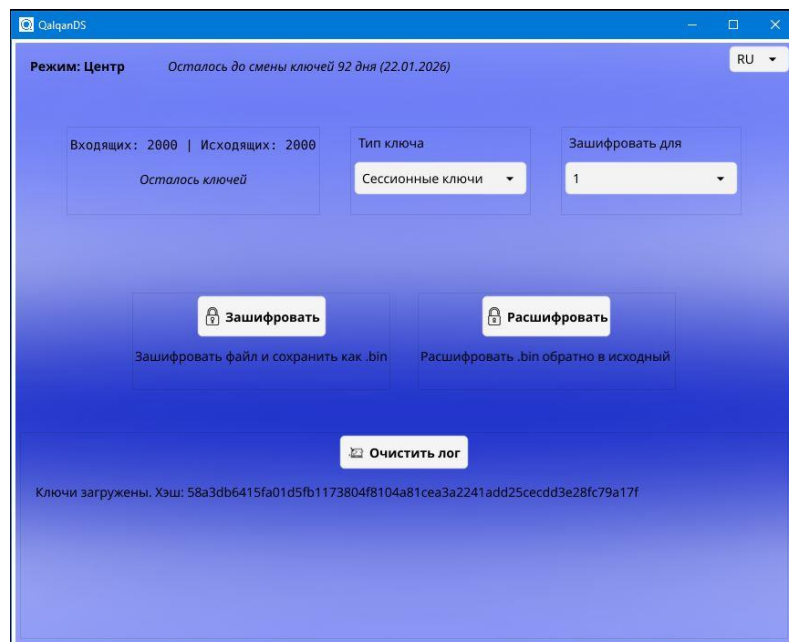 QalqanDS
Режим: Центр
Осталось до смены ключей 92 дня (22.01.2026)
RU
Входящих: 2000 | Исходящих: 2000
Осталось ключей
Тип ключа
Сессионные ключи
Зашифровать для
1
Зашифровать
Зашифровать файл и сохранить как .bin
Расшифровать
Расшифровать .bin обратно в исходный
Очистить лог
Ключи загружены. Хэш: 58a3db6415fa01d5fb1173804f8104a81cea3a2241add25cecdd3e28fc79a17f